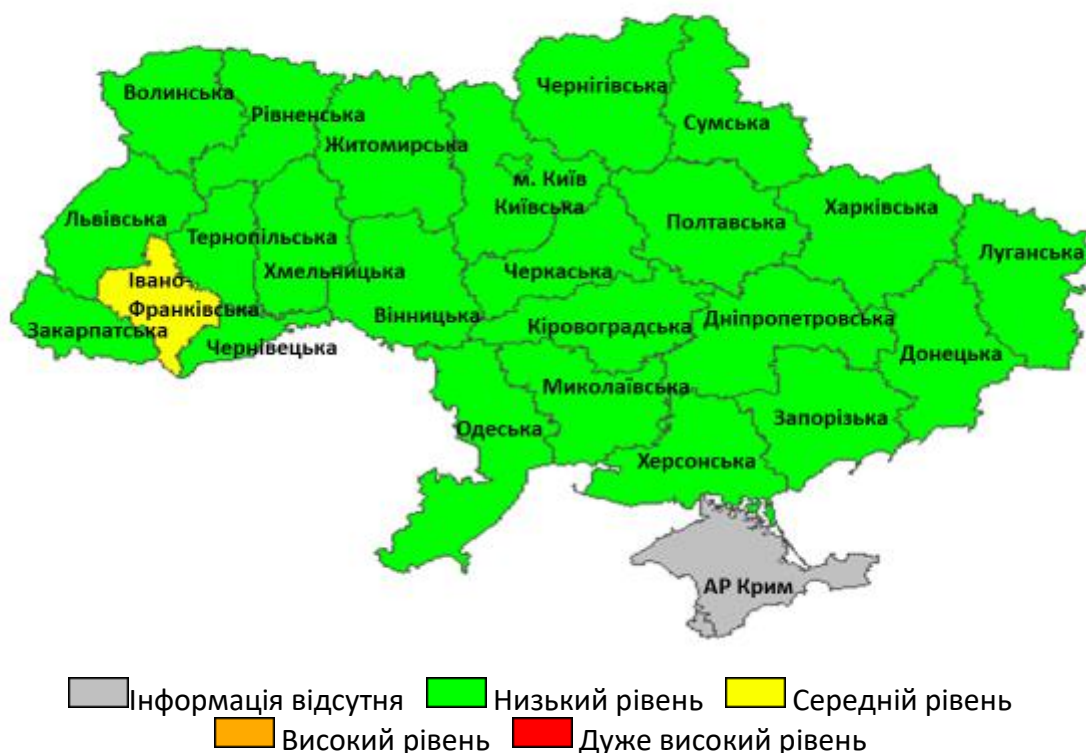 Чернігівська
Волинська
Рівненська
Сумська
Житомирська
м. Київ
Київська
Львівська
Полтавська
Харківська
Тернопільська
Луганська
Хмельницька
Черкаська
Івано-
Франківська
Вінницька
Кіровоградська
Дніпропетровська
Закарпатська
Чернівецька
Донецька
Миколаївська
Запорізька
Одеська
Херсонська
АР Крим
Інформація відсутня Низький рівень Середній рівень
Високий рівень Дуже високий рівень